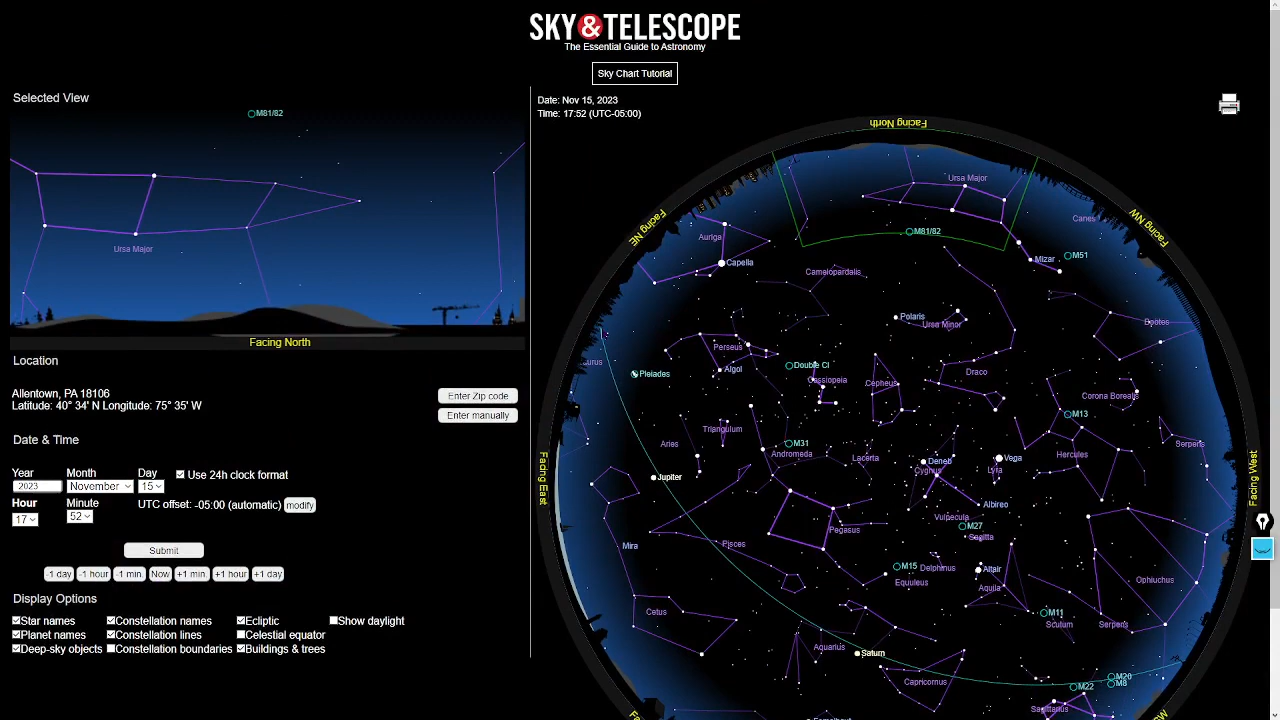 SKY&TELESCOPE
The Essential Guide to Astronomy
Sky Chart Tutorial
Selected View
M81/82
Ursa Major
Facing North
Location
Allentown, PA 18106
Latitude: 40° 34' N Longitude: 75° 35' W
Enter Zip code
Enter manually
Date & Time
Year
Month
Day
Use 24h clock format
2023
November
15
Hour
Minute
UTC offset: -05:00 (automatic)
modify
17
52
Submit
-1 day
-1 hour
-1 min.
Now
+1 min.
+1 hour
+1 day
Display Options
Star names
Constellation names
Ecliptic
Show daylight
Planet names
Constellation lines
Celestial equator
Deep-sky objects
Constellation boundaries
Buildings & trees
Date: Nov 15, 2023
Time: 17:52 (UTC-05:00)
Facing North
Ursa Major
Facing NE
Facing NW
Canes
Auriga
M81/82
Mizar
M51
Capella
Camelopardalis
Polaris
Ursa Minor
Bootes
Perseus
urus
Algol
Double Cl
Pleiades
Cassiopeia
Cepheus
Draco
Corona Borealis
M13
Triangulum
Aries
M31
Andromeda
Lacerta
Deneb
Cygnus
Vega
Lyra
Hercules
Serpens
Facing East
Facing West
Jupiter
Albireo
Vulpecula
M27
Pegasus
Sagitta
Mira
Pisces
M15
Delphinus
Altair
Equuleus
Aquila
Ophiuchus
Cetus
M11
Scutum
Serpens
Aquarius
Saturn
Capricornus
M20
M8
M22
Sagittarius